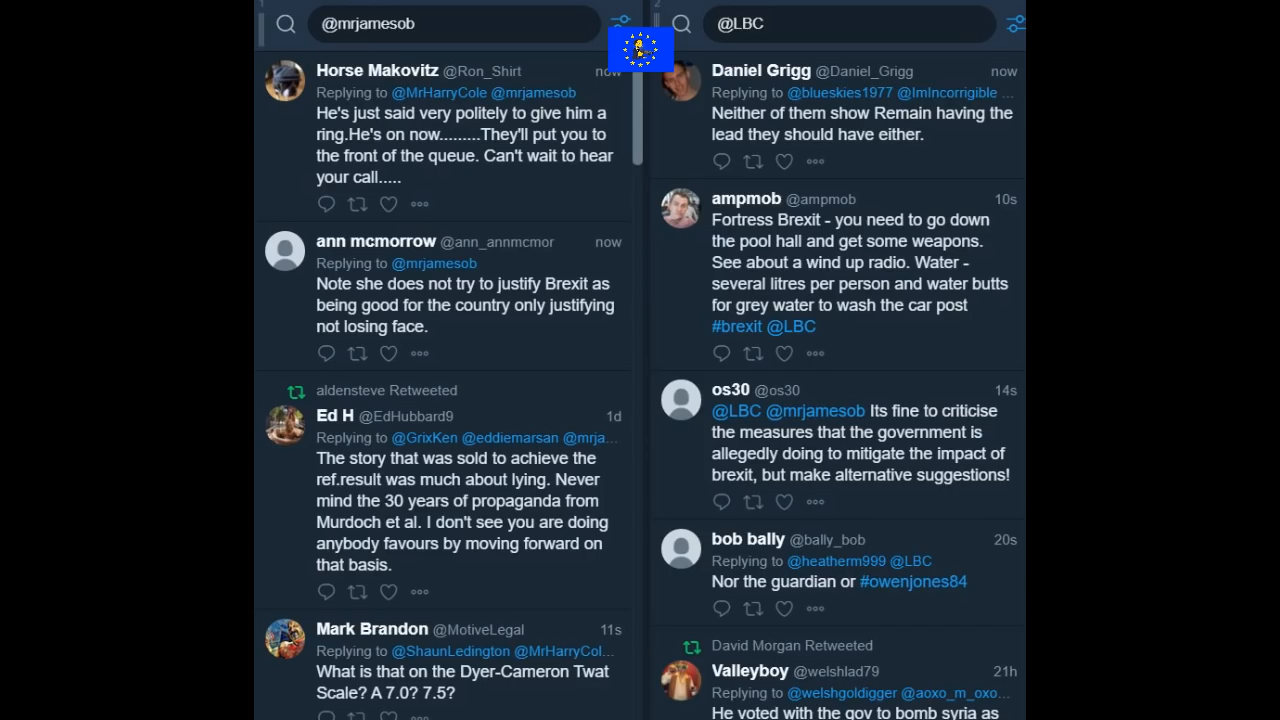 1
@mrjamesob
Horse Makovitz @Ron_Shirt now
Replying to @MrHarryCole @mrjamesob
He's just said very politely to give him a
ring.He's on now.........They'll put you to
the front of the queue. Can't wait to hear
your call.....
ann mcmorrow @ann_annmcmor now
Replying to @mrjamesob
Note she does not try to justify Brexit as
being good for the country only justifying
not losing face.
aldensteve Retweeted
Ed H @EdHubbard9 1d
Replying to @GrixKen @eddiemarsan @mrja...
The story that was sold to achieve the
ref.result was much about lying. Never
mind the 30 years of propaganda from
Murdoch et al. I don't see you are doing
anybody favours by moving forward on
that basis.
Mark Brandon @MotiveLegal 11s
Replying to @ShaunLedington @MrHarryCol...
What is that on the Dyer-Cameron Twat
Scale? A 7.0? 7.5?
2
@LBC
Daniel Grigg @Daniel_Grigg now
Replying to @blueskies1977 @ImIncorrigible ...
Neither of them show Remain having the
lead they should have either.
ampmob @ampmob 10s
Fortress Brexit - you need to go down
the pool hall and get some weapons.
See about a wind up radio. Water -
several litres per person and water butts
for grey water to wash the car post
#brexit @LBC
os30 @os30 14s
@LBC @mrjamesob Its fine to criticise
the measures that the government is
allegedly doing to mitigate the impact of
brexit, but make alternative suggestions!
bob bally @bally_bob 20s
Replying to @heatherm999 @LBC
Nor the guardian or #owenjones84
David Morgan Retweeted
Valleyboy @welshlad79 21h
Replying to @welshgoldigger @aoxo_m_oxo...
He voted with the gov to bomb syria as